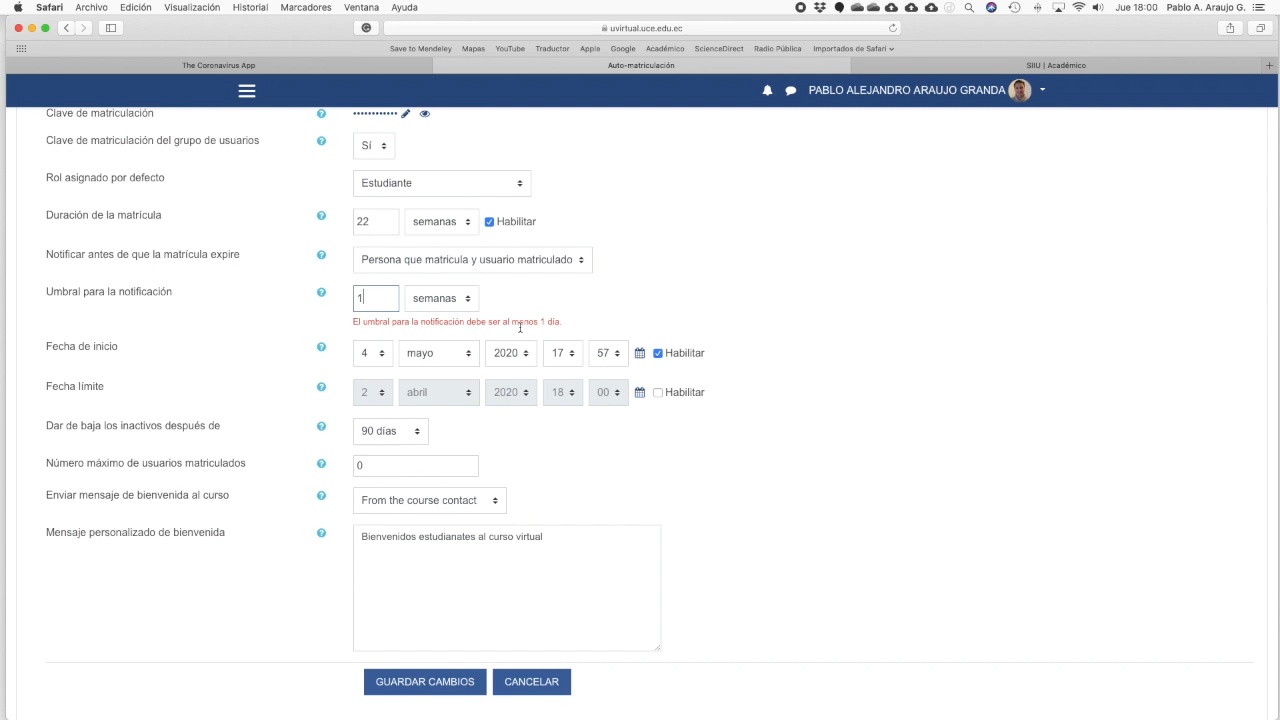 Safari Archivo Edición Visualización Historial Marcadores Ventana Ayuda Jue 18:00 Pablo A. Araujo G.
uvirtual.uce.edu.ec
Save to Mendeley Mapas YouTube Traductor Apple Google Académico ScienceDirect Radio Pública Importados de Safari
The Coronavirus App Auto-matriculación SIIU | Académico
PABLO ALEJANDRO ARAUJO GRANDA
Clave de matriculación ••••••••••••
Clave de matriculación del grupo de usuarios Sí
Rol asignado por defecto Estudiante
Duración de la matrícula 22 semanas Habilitar
Notificar antes de que la matrícula expire Persona que matricula y usuario matriculado
Umbral para la notificación 1 semanas
El umbral para la notificación debe ser al menos 1 día.
Fecha de inicio 4 mayo 2020 17 57 Habilitar
Fecha límite 2 abril 2020 18 00 Habilitar
Dar de baja los inactivos después de 90 días
Número máximo de usuarios matriculados 0
Enviar mensaje de bienvenida al curso From the course contact
Mensaje personalizado de bienvenida Bienvenidos estudianates al curso virtual
GUARDAR CAMBIOS CANCELAR